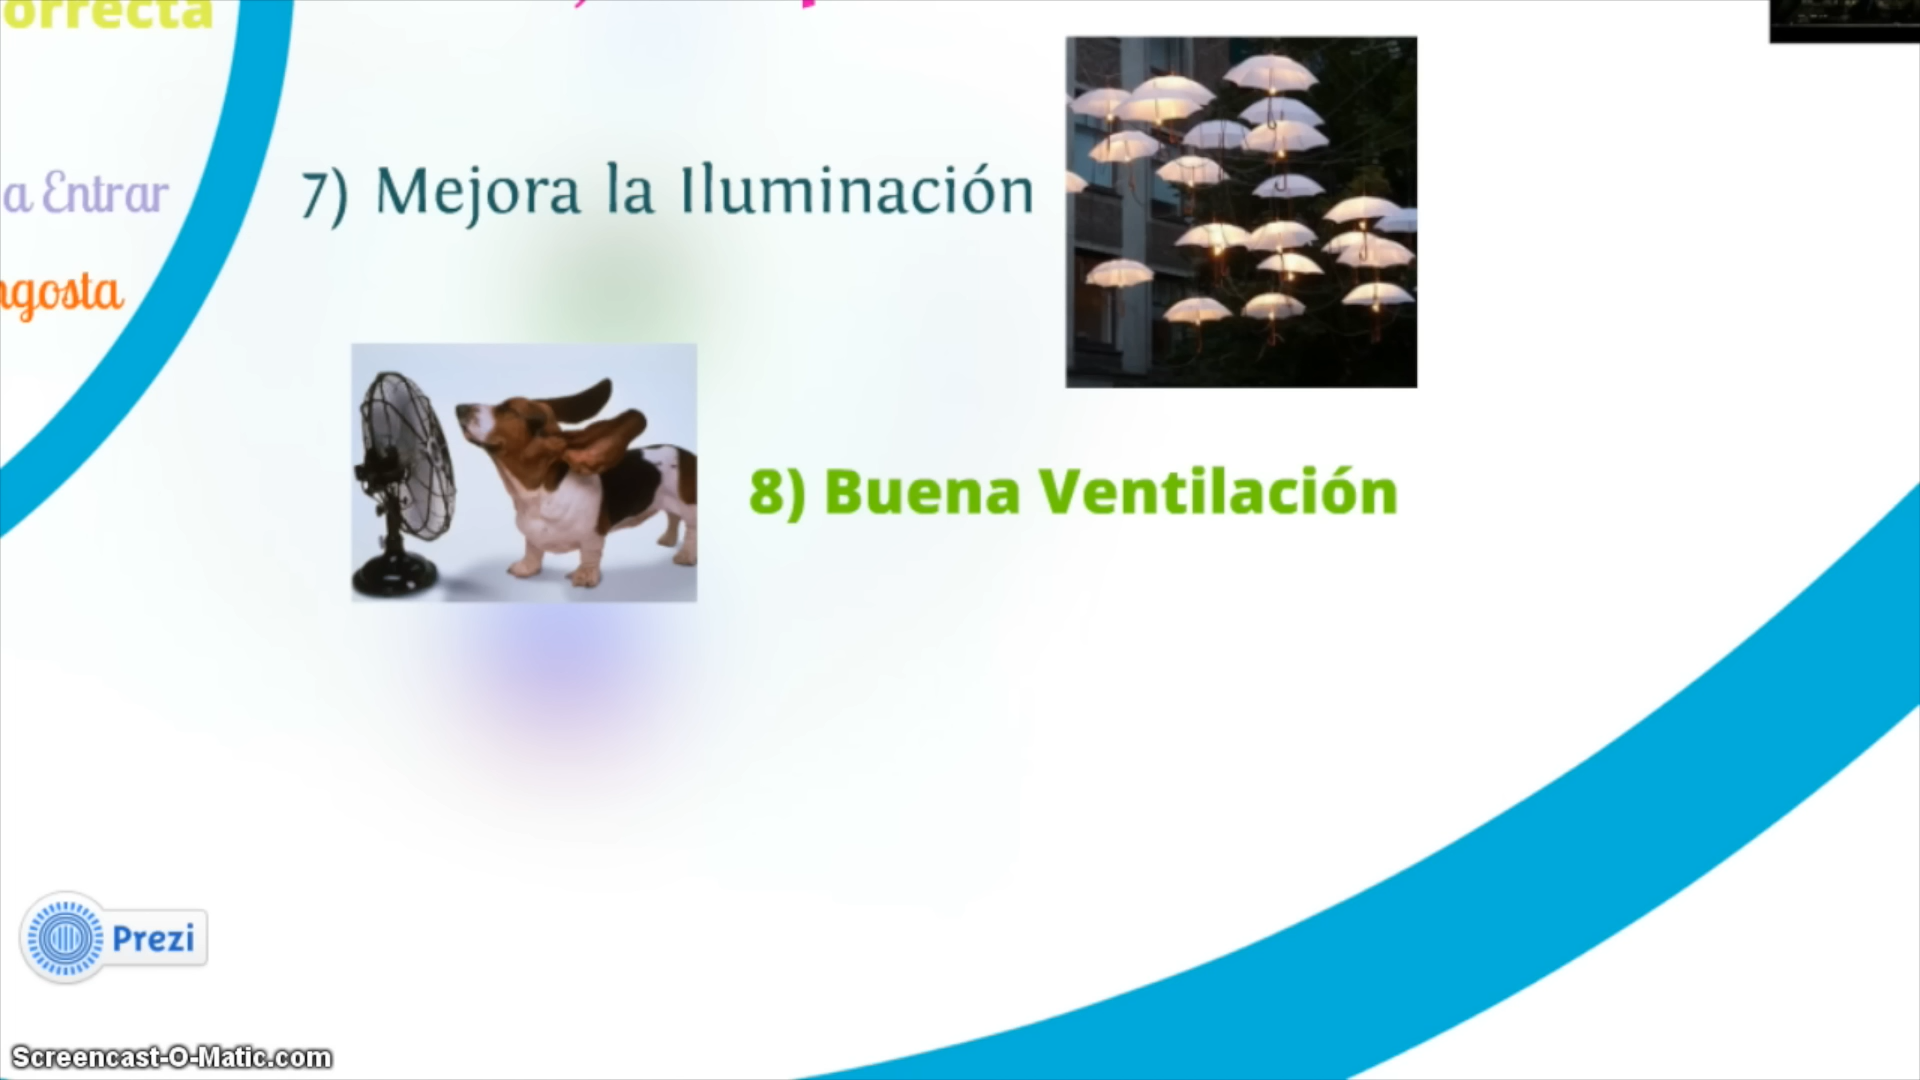 orrecta
7) Mejora la Iluminación
a Entrar
ngosta
8) Buena Ventilación
Prezi
Screencast-O-Matic.com